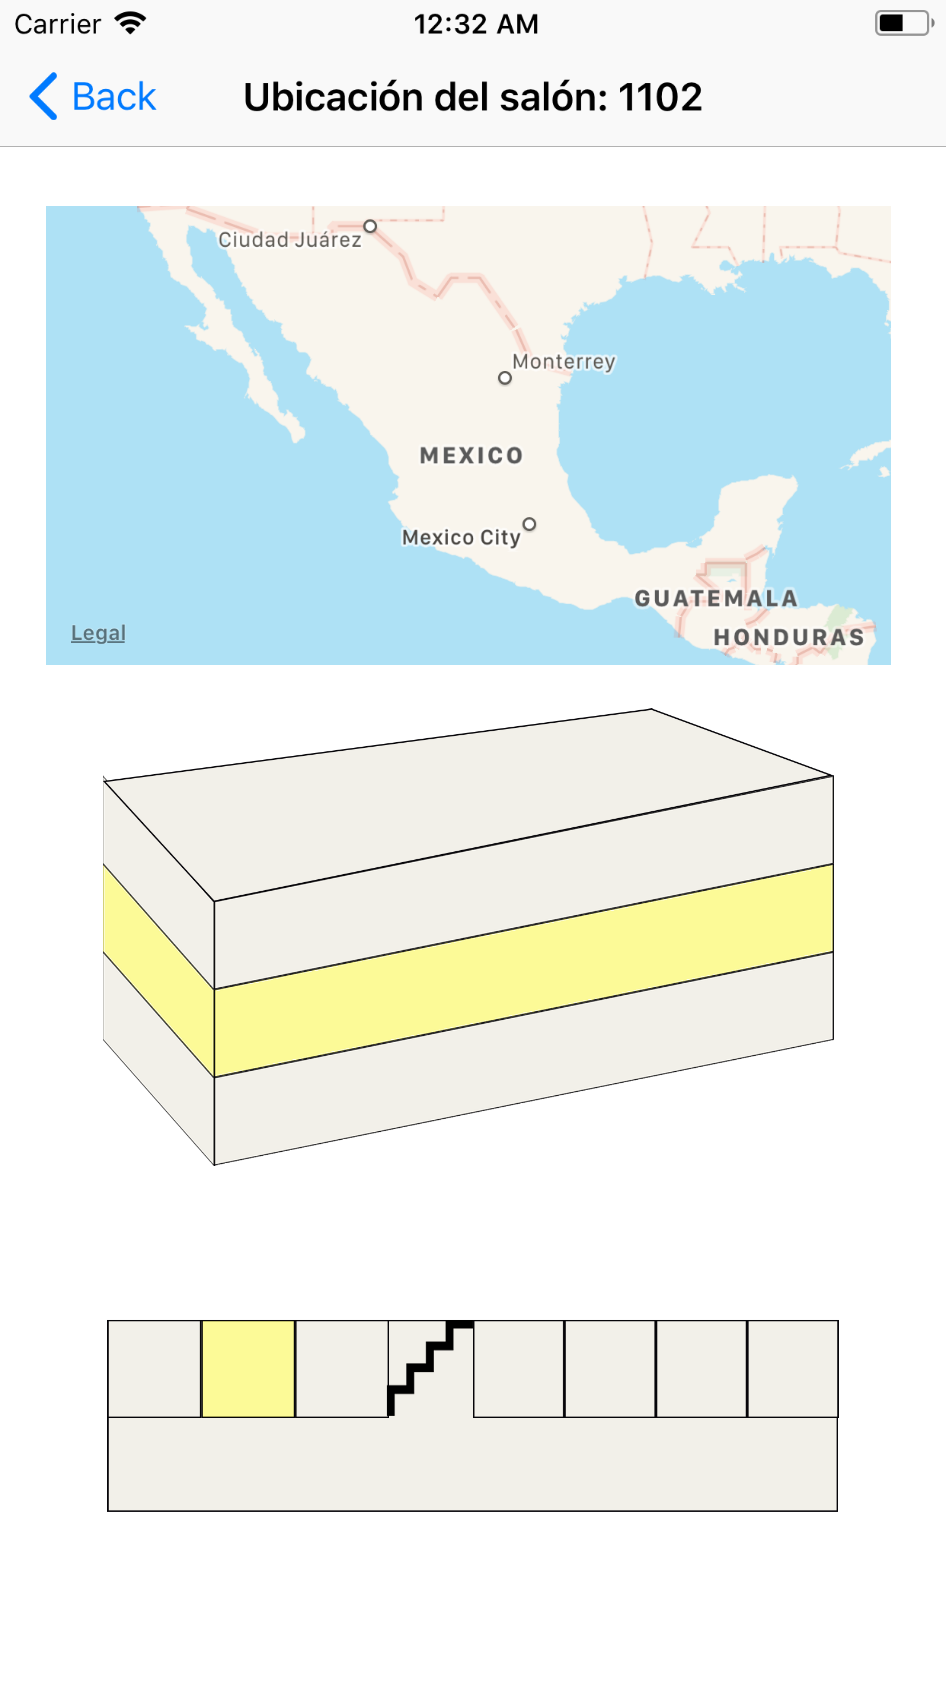 Carrier 12:32 AM
Back Ubicación del salón: 1102
Ciudad Juárez
Monterrey
MEXICO
Mexico City
GUATEMALA
Legal
HONDURAS